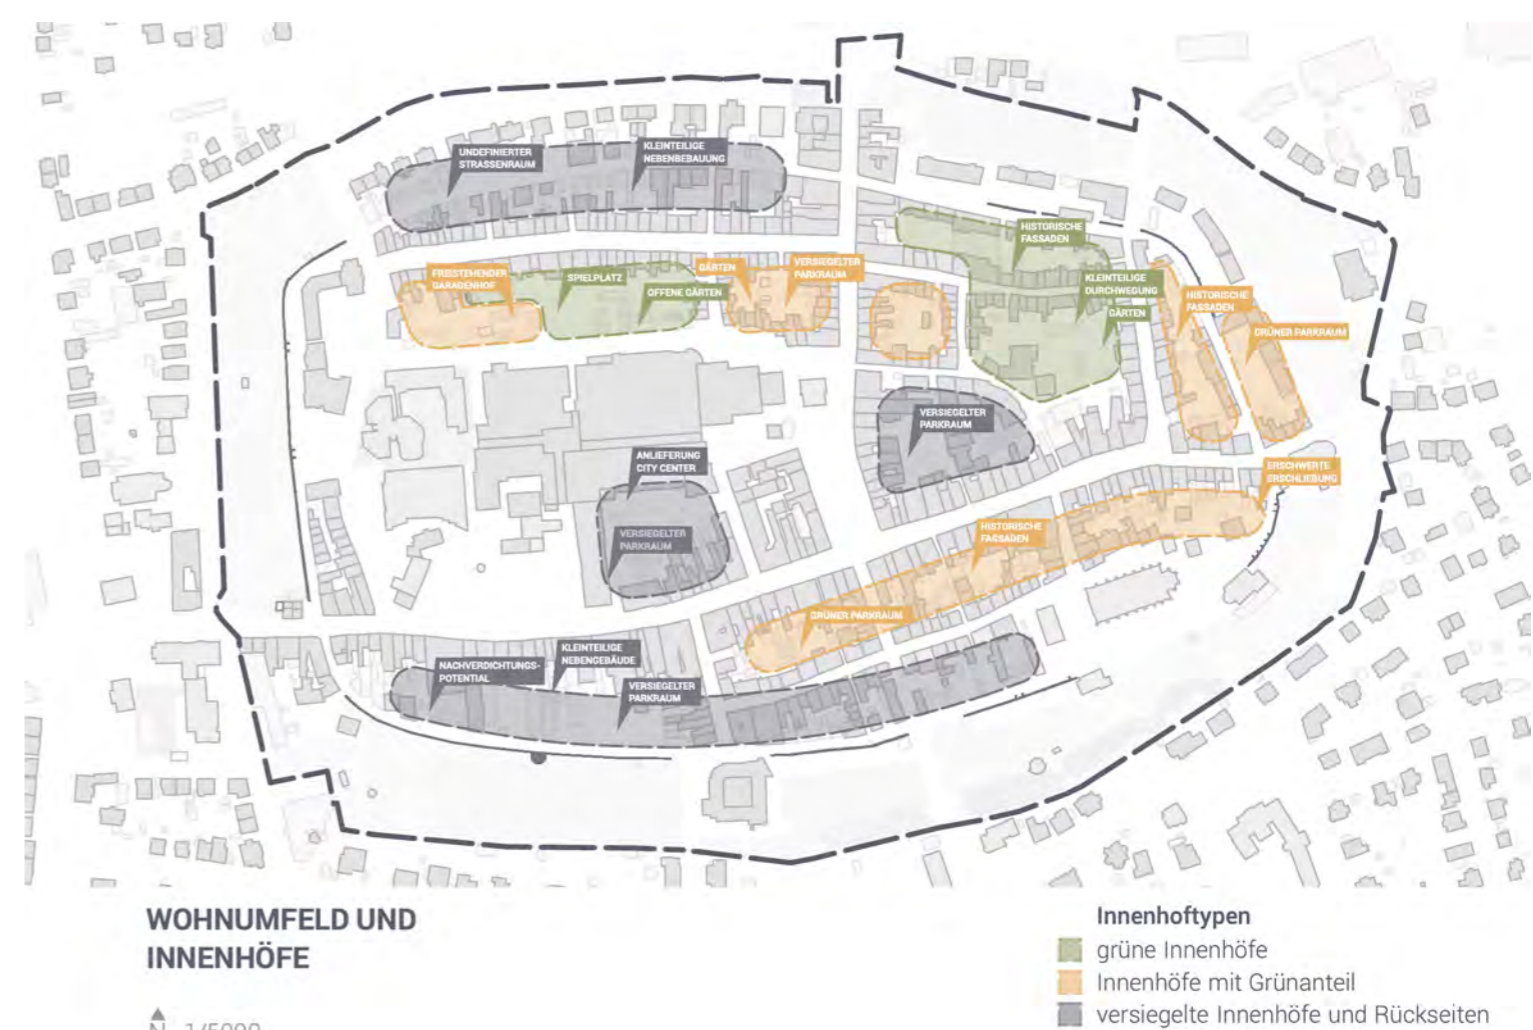 UNDEFINIERTER
STRASSENRAUM
KLEINTEILIGE
NEBENBEBAUUNG
HISTORISCHE
FASSADEN
FREISTEHENDER
GARAGENHOF
SPIELPLATZ
OFFENE GÄRTEN
GÄRTEN
VERSIEGELTER
PARKRAUM
KLEINTEILIGE
DURCHWEGUNG
GÄRTEN
HISTORISCHE
FASSADEN
GRÜNER PARKRAUM
VERSIEGELTER
PARKRAUM
ANLIEFERUNG
CITY CENTER
ERSCHWERTE
ERSCHLIEßUNG
VERSIEGELTER
PARKRAUM
HISTORISCHE
FASSADEN
GRÜNER PARKRAUM
KLEINTEILIGE
NEBENGEBÄUDE
NACHVERDICHTUNGS-
POTENTIAL
VERSIEGELTER
PARKRAUM
WOHNUMFELD UND
INNENHÖFE
N 1/5000
Innenhoftypen
grüne Innenhöfe
Innenhöfe mit Grünanteil
versiegelte Innenhöfe und Rückseiten